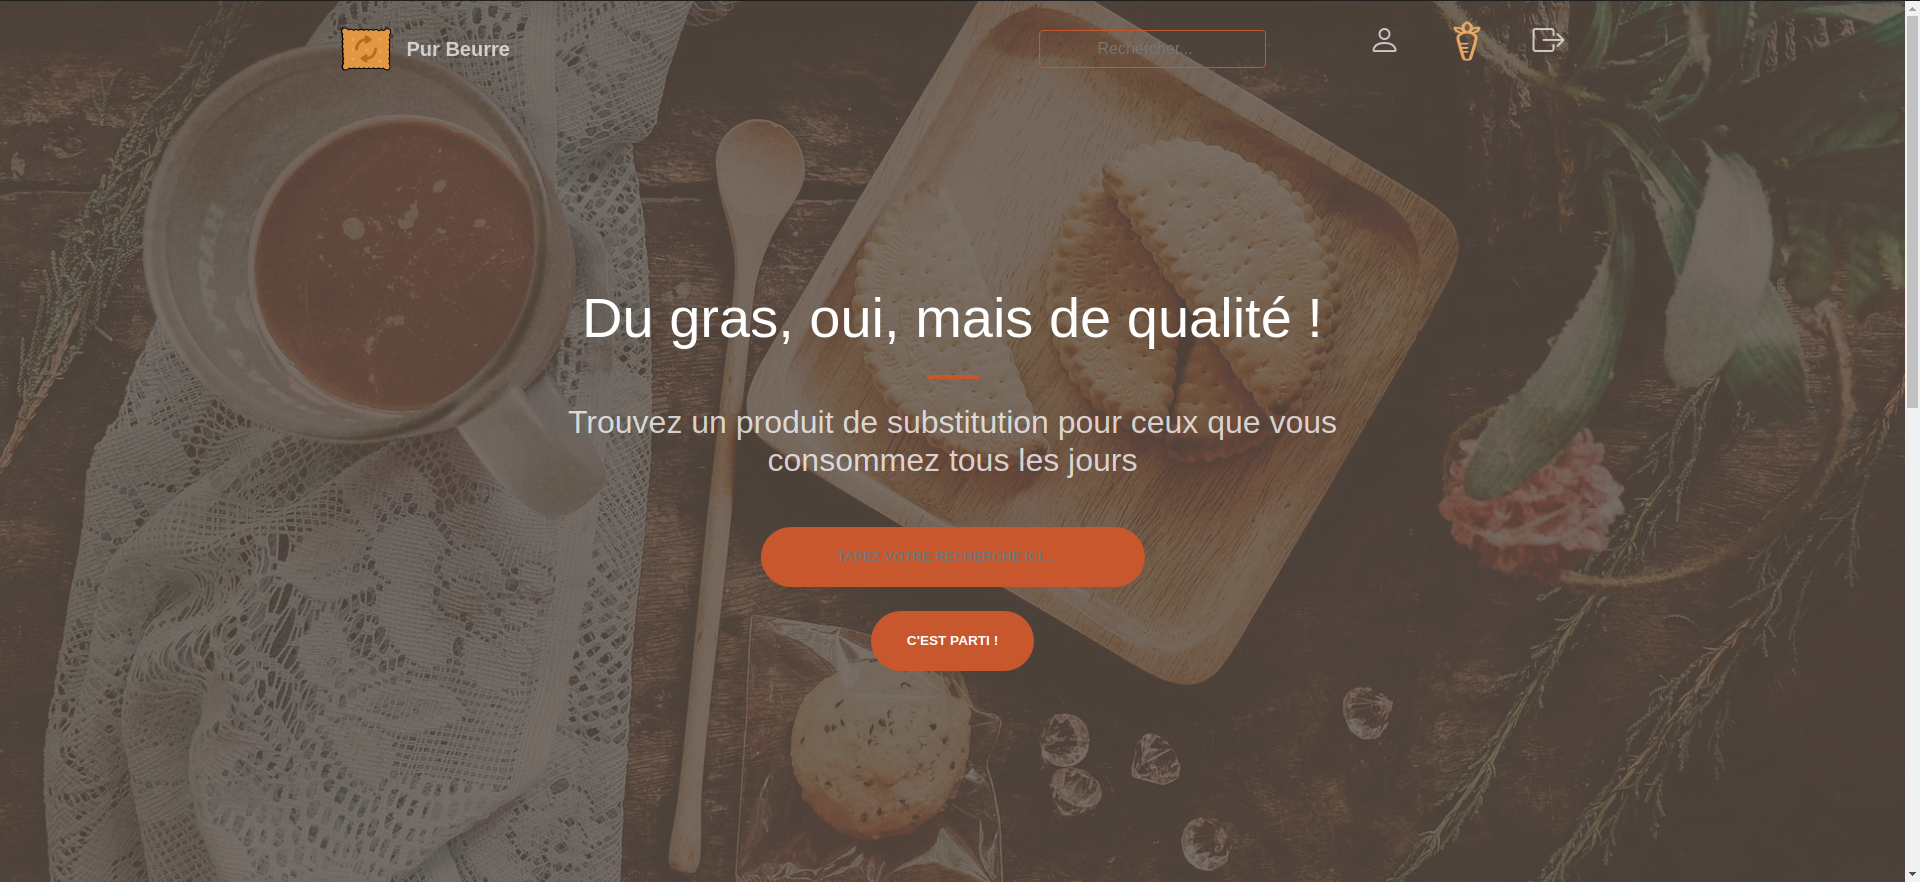 Pur Beurre
Rechercher...
Du gras, oui, mais de qualité !
Trouvez un produit de substitution pour ceux que vous
consommez tous les jours
TAPEZ VOTRE RECHERCHE ICI...
C'EST PARTI !